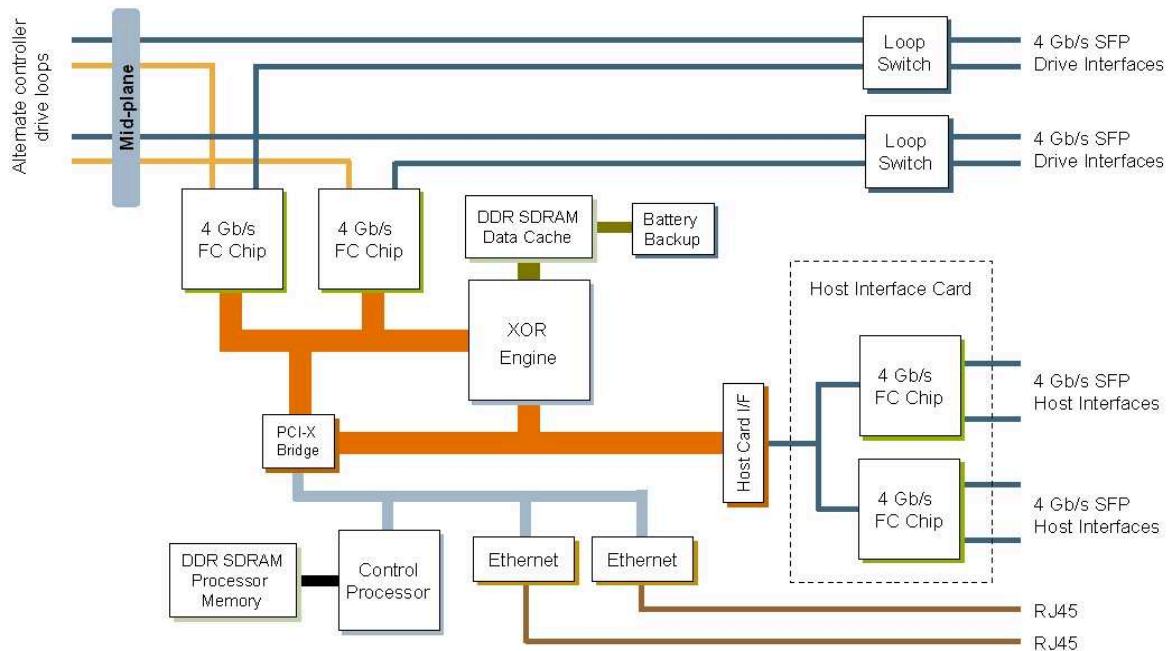 Alternate controller
drive loops
Mid-plane
Loop
Switch
4 Gb/s SFP
Drive Interfaces
Loop
Switch
4 Gb/s SFP
Drive Interfaces
4 Gb/s
FC Chip
4 Gb/s
FC Chip
DDR SDRAM
Data Cache
Battery
Backup
XOR
Engine
Host Interface Card
4 Gb/s
FC Chip
4 Gb/s SFP
Host Interfaces
PCI-X
Bridge
Host Card I/F
4 Gb/s
FC Chip
4 Gb/s SFP
Host Interfaces
DDR SDRAM
Processor
Memory
Control
Processor
Ethernet
Ethernet
RJ45
RJ45